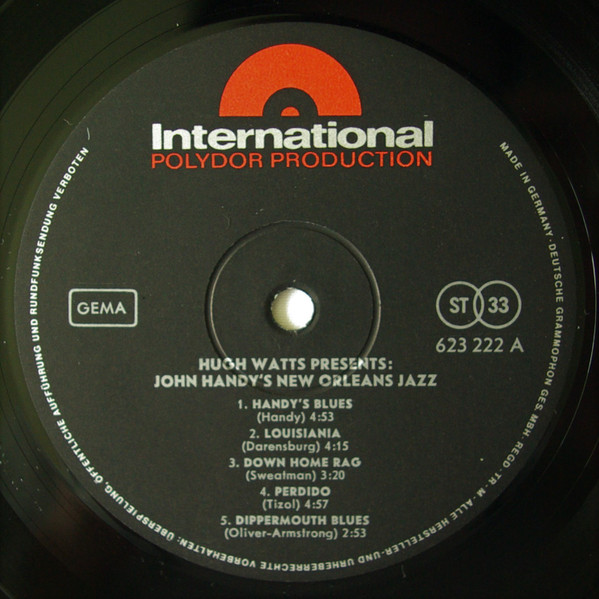 International
POLYDOR PRODUCTION
GEMA
ST 33
623 222 A
HUGH WATTS PRESENTS:
JOHN HANDY'S NEW ORLEANS JAZZ
1. HANDY'S BLUES
(Handy) 4:53
2. LOUISIANIA
(Darensburg) 4:15
3. DOWN HOME RAG
(Sweatman) 3:20
4. PERDIDO
(Tizol) 4:57
5. DIPPERMOUTH BLUES
(Oliver-Armstrong) 2:53
MADE IN GERMANY · DEUTSCHE GRAMMOPHON GES. MBH. REGD · TR · M · ALLE HERSTELLER- UND URHEBERRECHTE VORBEHALTEN: ÜBERSPIELUNG, ÖFFENTLICHE AUFFÜHRUNG UND RUNDFUNKSENDUNG VERBOTEN